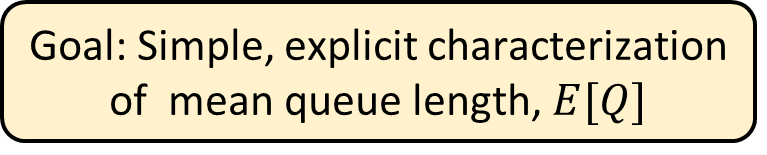 Goal: Simple, explicit characterization
of mean queue length, E[Q]